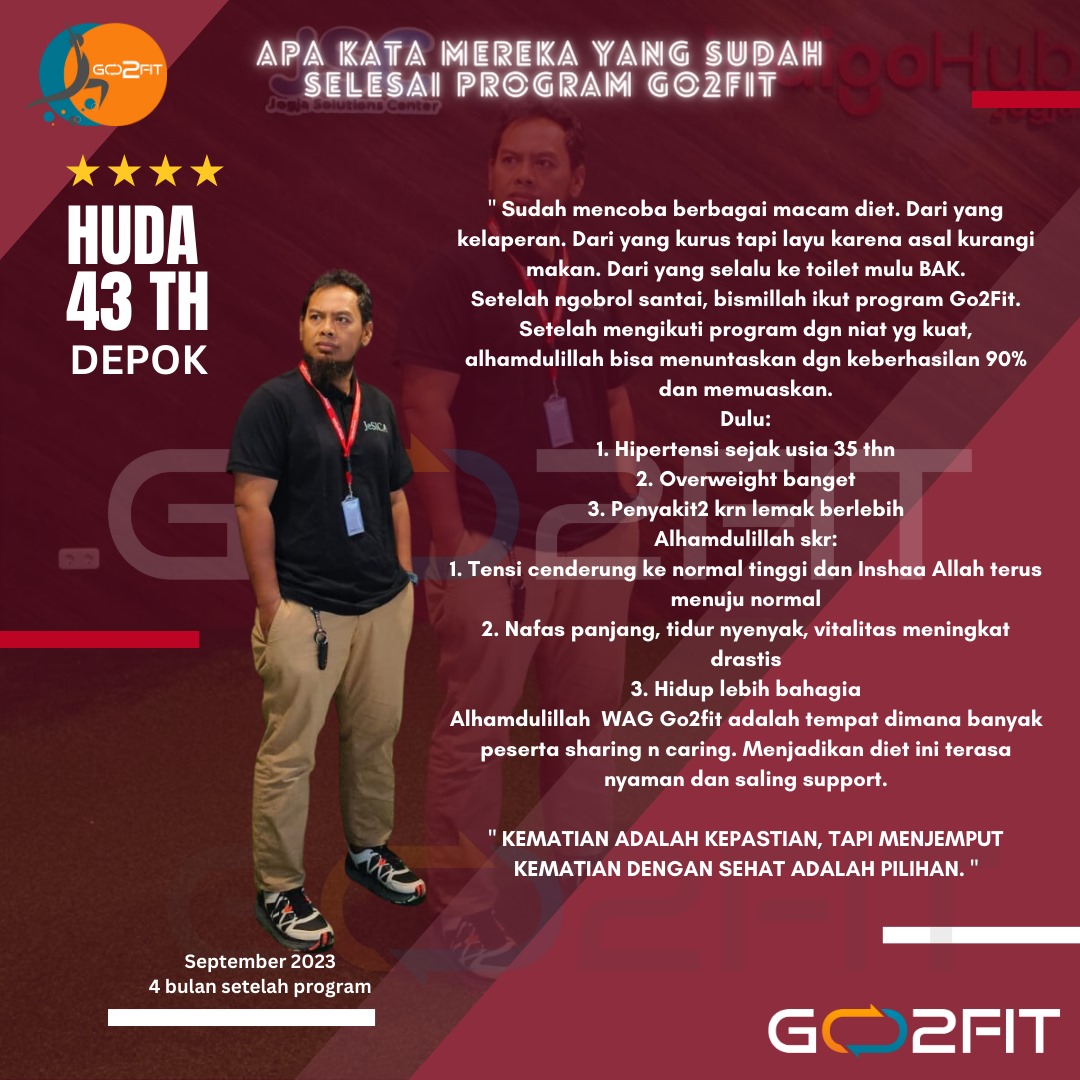 GO2FIT
APA KATA MEREKA YANG SUDAH
SELESAI PROGRAM GO2FIT
Jogja Solutions Center
digoHub
HUDA
43 TH
DEPOK
" Sudah mencoba berbagai macam diet. Dari yang
kelaperan. Dari yang kurus tapi layu karena asal kurangi
makan. Dari yang selalu ke toilet mulu BAK.
Setelah ngobrol santai, bismillah ikut program Go2Fit.
Setelah mengikuti program dgn niat yg kuat,
alhamdulillah bisa menuntaskan dgn keberhasilan 90%
dan memuaskan.
Dulu:
1. Hipertensi sejak usia 35 thn
2. Overweight banget
3. Penyakit2 krn lemak berlebih
Alhamdulillah skr:
1. Tensi cenderung ke normal tinggi dan Inshaa Allah terus
menuju normal
2. Nafas panjang, tidur nyenyak, vitalitas meningkat
drastis
3. Hidup lebih bahagia
Alhamdulillah  WAG Go2fit adalah tempat dimana banyak
peserta sharing n caring. Menjadikan diet ini terasa
nyaman dan saling support.
" KEMATIAN ADALAH KEPASTIAN, TAPI MENJEMPUT
KEMATIAN DENGAN SEHAT ADALAH PILIHAN. "
JeSiCA
GO2FIT
GO2FIT
September 2023
4 bulan setelah program
GO2FIT